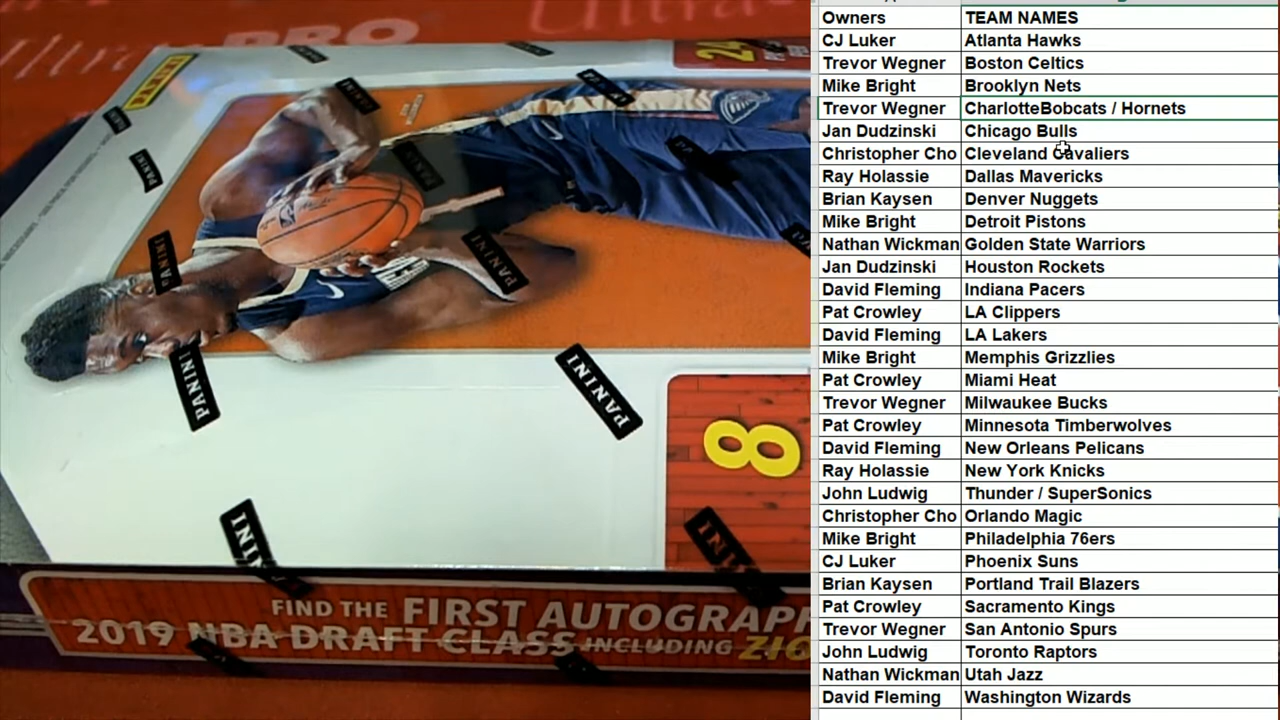 Ultra PRO Ultra
PANINI
24
PANINI
PANINI
PANINI
PANINI
PANINI
PANINI
PANINI
8
FIND THE FIRST AUTOGRAPH
2019 NBA DRAFT CLASS INCLUDING ZIO
Owners TEAM NAMES
CJ Luker Atlanta Hawks
Trevor Wegner Boston Celtics
Mike Bright Brooklyn Nets
Trevor Wegner CharlotteBobcats / Hornets
Jan Dudzinski Chicago Bulls
Christopher Cho Cleveland Cavaliers
Ray Holassie Dallas Mavericks
Brian Kaysen Denver Nuggets
Mike Bright Detroit Pistons
Nathan Wickman Golden State Warriors
Jan Dudzinski Houston Rockets
David Fleming Indiana Pacers
Pat Crowley LA Clippers
David Fleming LA Lakers
Mike Bright Memphis Grizzlies
Pat Crowley Miami Heat
Trevor Wegner Milwaukee Bucks
Pat Crowley Minnesota Timberwolves
David Fleming New Orleans Pelicans
Ray Holassie New York Knicks
John Ludwig Thunder / SuperSonics
Christopher Cho Orlando Magic
Mike Bright Philadelphia 76ers
CJ Luker Phoenix Suns
Brian Kaysen Portland Trail Blazers
Pat Crowley Sacramento Kings
Trevor Wegner San Antonio Spurs
John Ludwig Toronto Raptors
Nathan Wickman Utah Jazz
David Fleming Washington Wizards